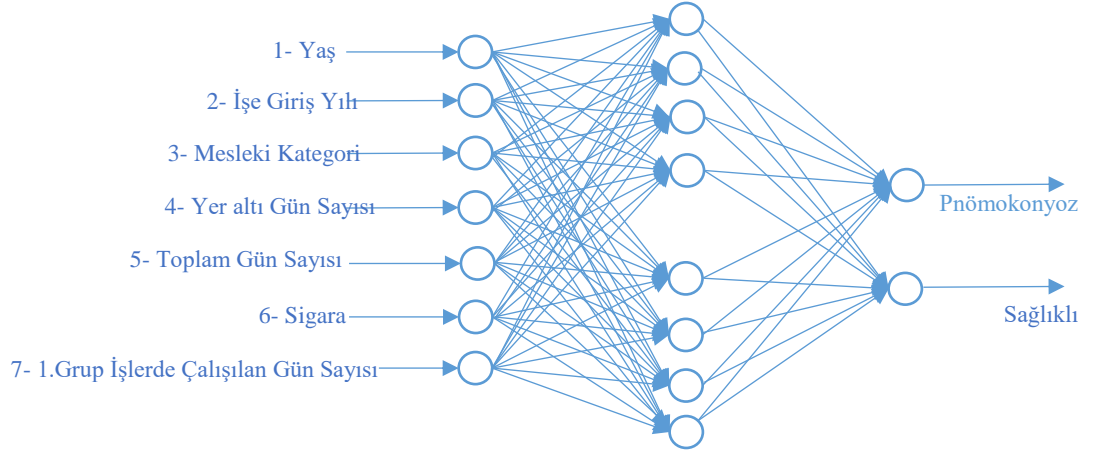 1- Yaş
2- İşe Giriş Yılı
3- Mesleki Kategori
4- Yer altı Gün Sayısı
5- Toplam Gün Sayısı
6- Sigara
7- 1.Grup İşlerde Çalışılan Gün Sayısı
Pnömokonyoz
Sağlıklı